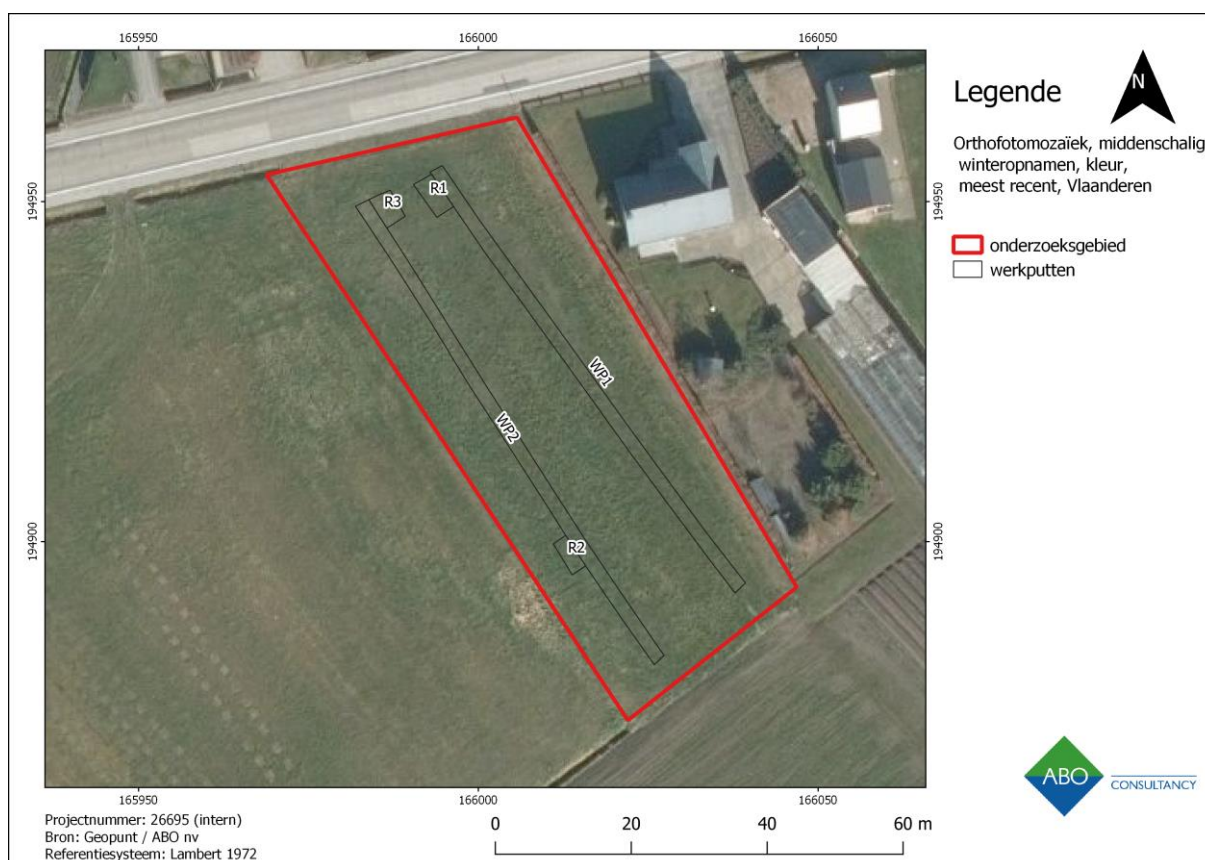 165950
166000
166050
194950
194900
R1
R3
WP1
WP2
R2
194950
194900
165950
166000
166050
Legende
N
Orthofotomozaïek, middenschalig,
winteropnamen, kleur,
meest recent, Vlaanderen
onderzoeksgebied
werkputten
Projectnummer: 26695 (intern)
Bron: Geopunt / ABO nv
Referentiesysteem: Lambert 1972
0
20
40
60 m
ABO
CONSULTANCY